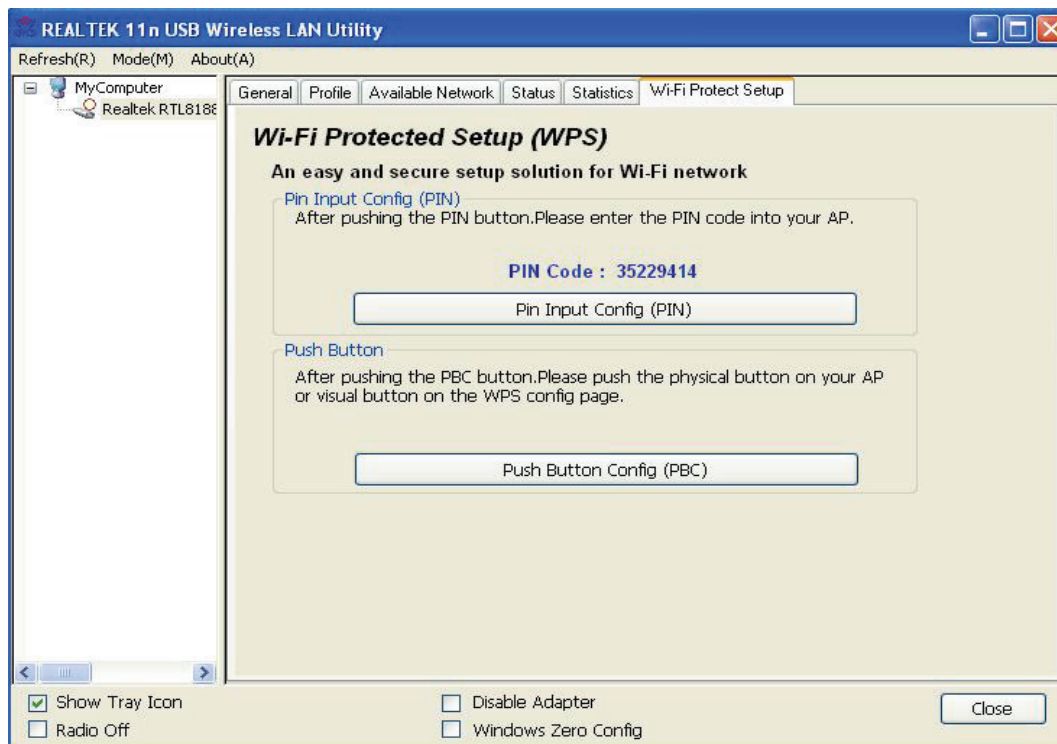 REALTEK 11n USB Wireless LAN Utility
Refresh(R) Mode(M) About(A)
MyComputer
Realtek RTL8188
General Profile Available Network Status Statistics Wi-Fi Protect Setup
Wi-Fi Protected Setup (WPS)
An easy and secure setup solution for Wi-Fi network
Pin Input Config (PIN)
After pushing the PIN button.Please enter the PIN code into your AP.
PIN Code : 35229414
Pin Input Config (PIN)
Push Button
After pushing the PBC button.Please push the physical button on your AP
or visual button on the WPS config page.
Push Button Config (PBC)
Show Tray Icon
Radio Off
Disable Adapter
Windows Zero Config
Close